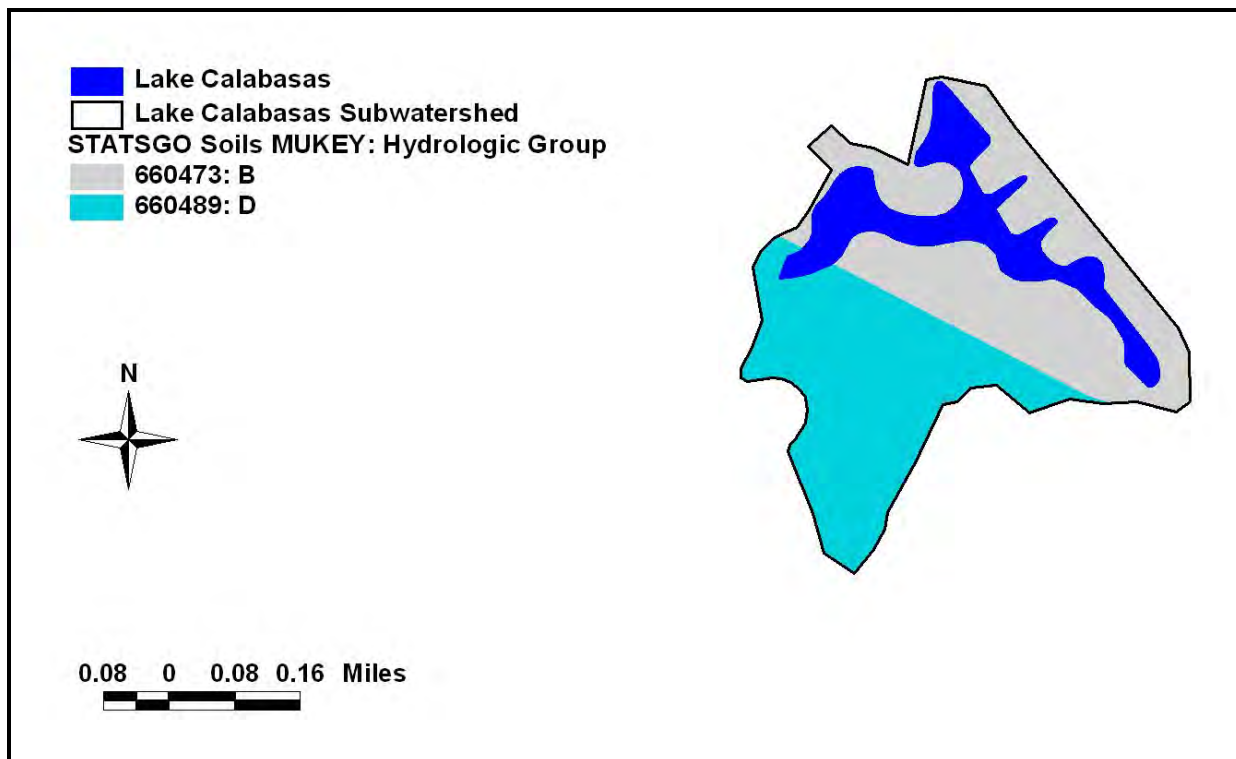 Lake Calabasas
Lake Calabasas Subwatershed
STATSGO Soils MUKEY: Hydrologic Group
660473: B
660489: D
N
0.08 0 0.08 0.16 Miles